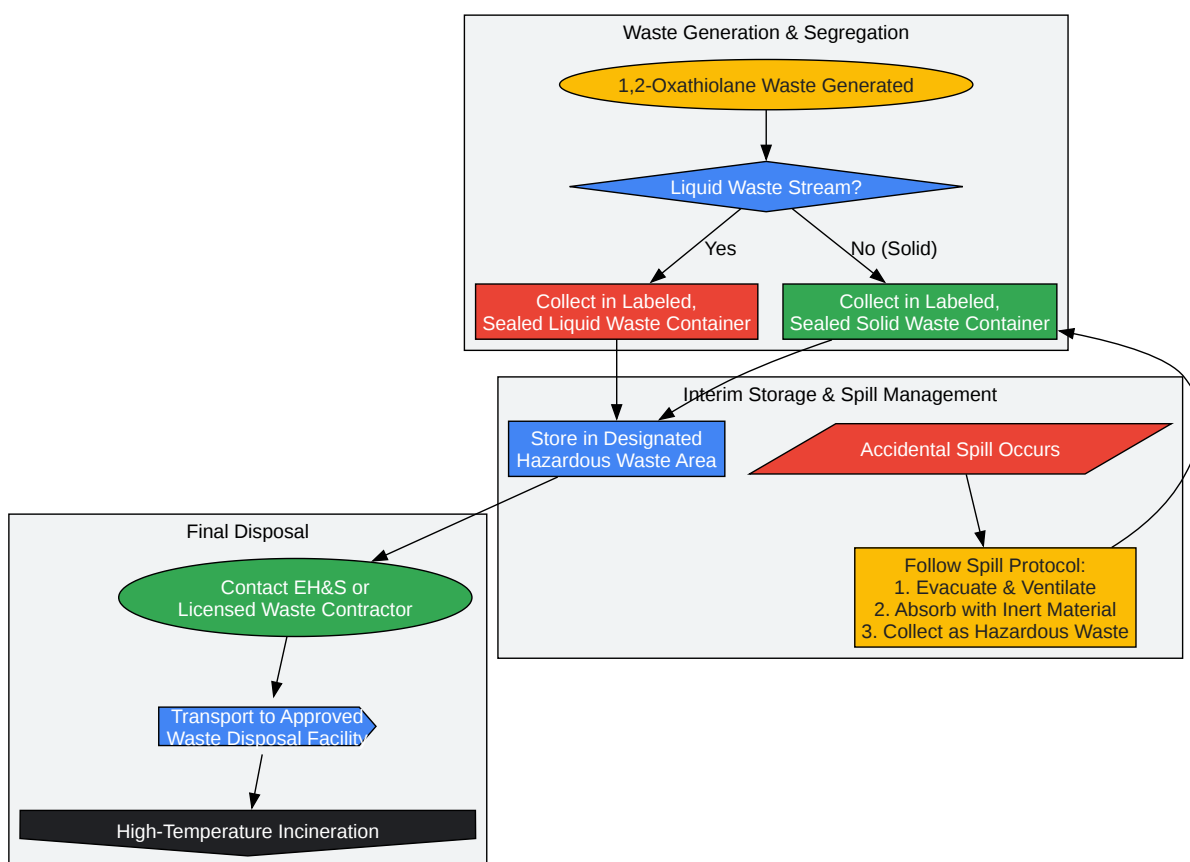 Waste Generation & Segregation
1,2-Oxathiolane Waste Generated
Liquid Waste Stream?
Yes
No (Solid)
Collect in Labeled,
Sealed Liquid Waste Container
Collect in Labeled,
Sealed Solid Waste Container
Interim Storage & Spill Management
Store in Designated
Hazardous Waste Area
Accidental Spill Occurs
Follow Spill Protocol:
1. Evacuate & Ventilate
2. Absorb with Inert Material
3. Collect as Hazardous Waste
Final Disposal
Contact EH&S or
Licensed Waste Contractor
Transport to Approved
Waste Disposal Facility
High-Temperature Incineration